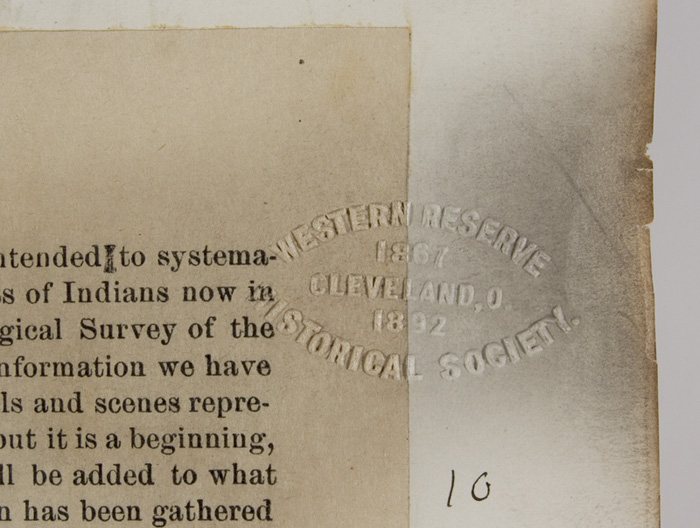 ntended to systema-
s of Indians now in
gical Survey of the
nformation we have
ls and scenes repre-
out it is a beginning,
ll be added to what
n has been gathered
WESTERN RESERVE
1867
CLEVELAND, O.
1892
HISTORICAL SOCIETY.
10